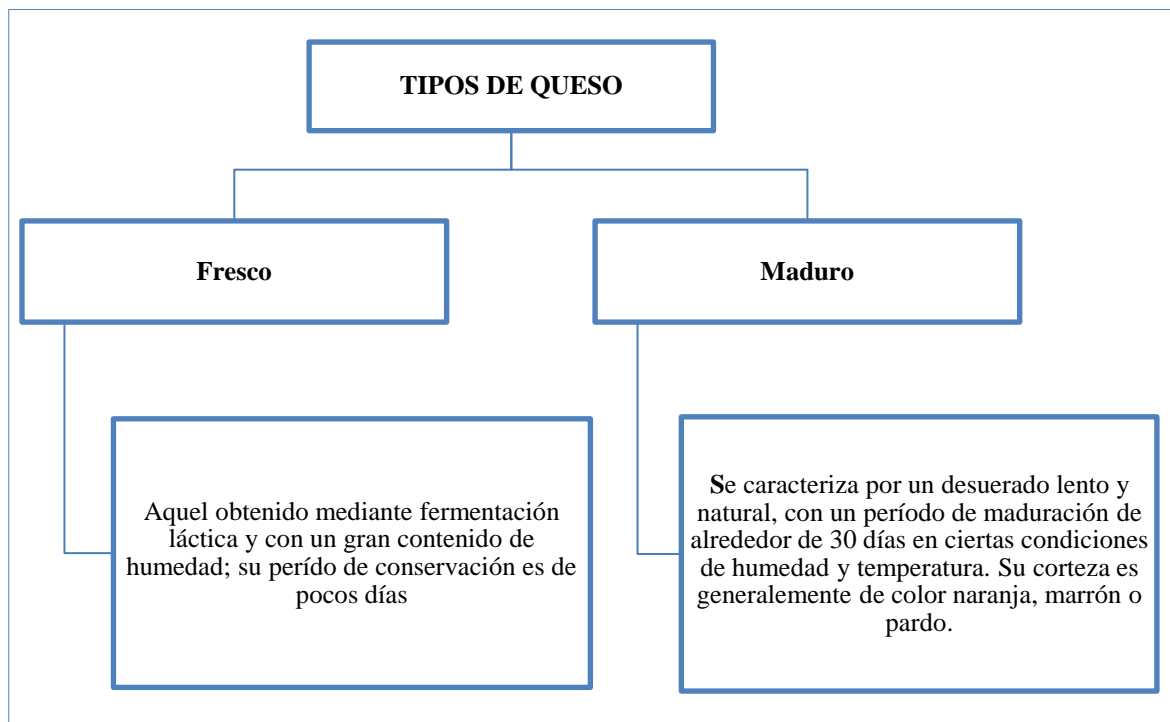 TIPOS DE QUESO
Fresco
Maduro
Aquel obtenido mediante fermentación
láctica y con un gran contenido de
humedad; su perído de conservación es de
pocos días
Se caracteriza por un desuerado lento y
natural, con un período de maduración de
alrededor de 30 días en ciertas condiciones
de humedad y temperatura. Su corteza es
generalemente de color naranja, marrón o
pardo.